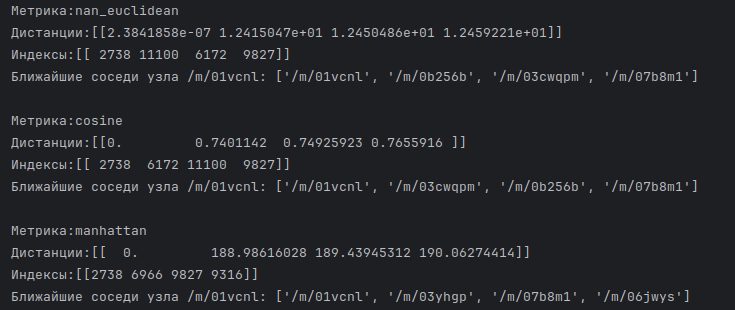 Метрика:nan_euclidean
Дистанции:[[2.3841858e-07 1.2415047e+01 1.2450486e+01 1.2459221e+01]]
Индексы:[[ 2738 11100  6172  9827]]
Ближайшие соседи узла /m/01vcnl: ['/m/01vcnl', '/m/0b256b', '/m/03cwqpm', '/m/07b8m1']
Метрика:cosine
Дистанции:[[0.         0.7401142  0.74925923 0.7655916 ]]
Индексы:[[ 2738  6172 11100  9827]]
Ближайшие соседи узла /m/01vcnl: ['/m/01vcnl', '/m/03cwqpm', '/m/0b256b', '/m/07b8m1']
Метрика:manhattan
Дистанции:[[  0.         188.98616028 189.43945312 190.06274414]]
Индексы:[[2738 6966 9827 9316]]
Ближайшие соседи узла /m/01vcnl: ['/m/01vcnl', '/m/03yhgp', '/m/07b8m1', '/m/06jwys']